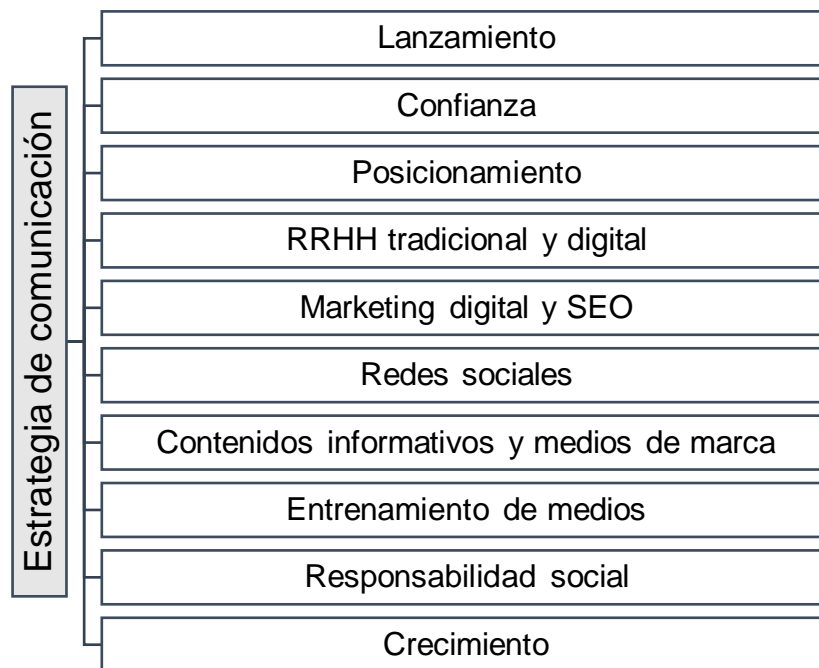 Estrategia de comunicación
Lanzamiento
Confianza
Posicionamiento
RRHH tradicional y digital
Marketing digital y SEO
Redes sociales
Contenidos informativos y medios de marca
Entrenamiento de medios
Responsabilidad social
Crecimiento